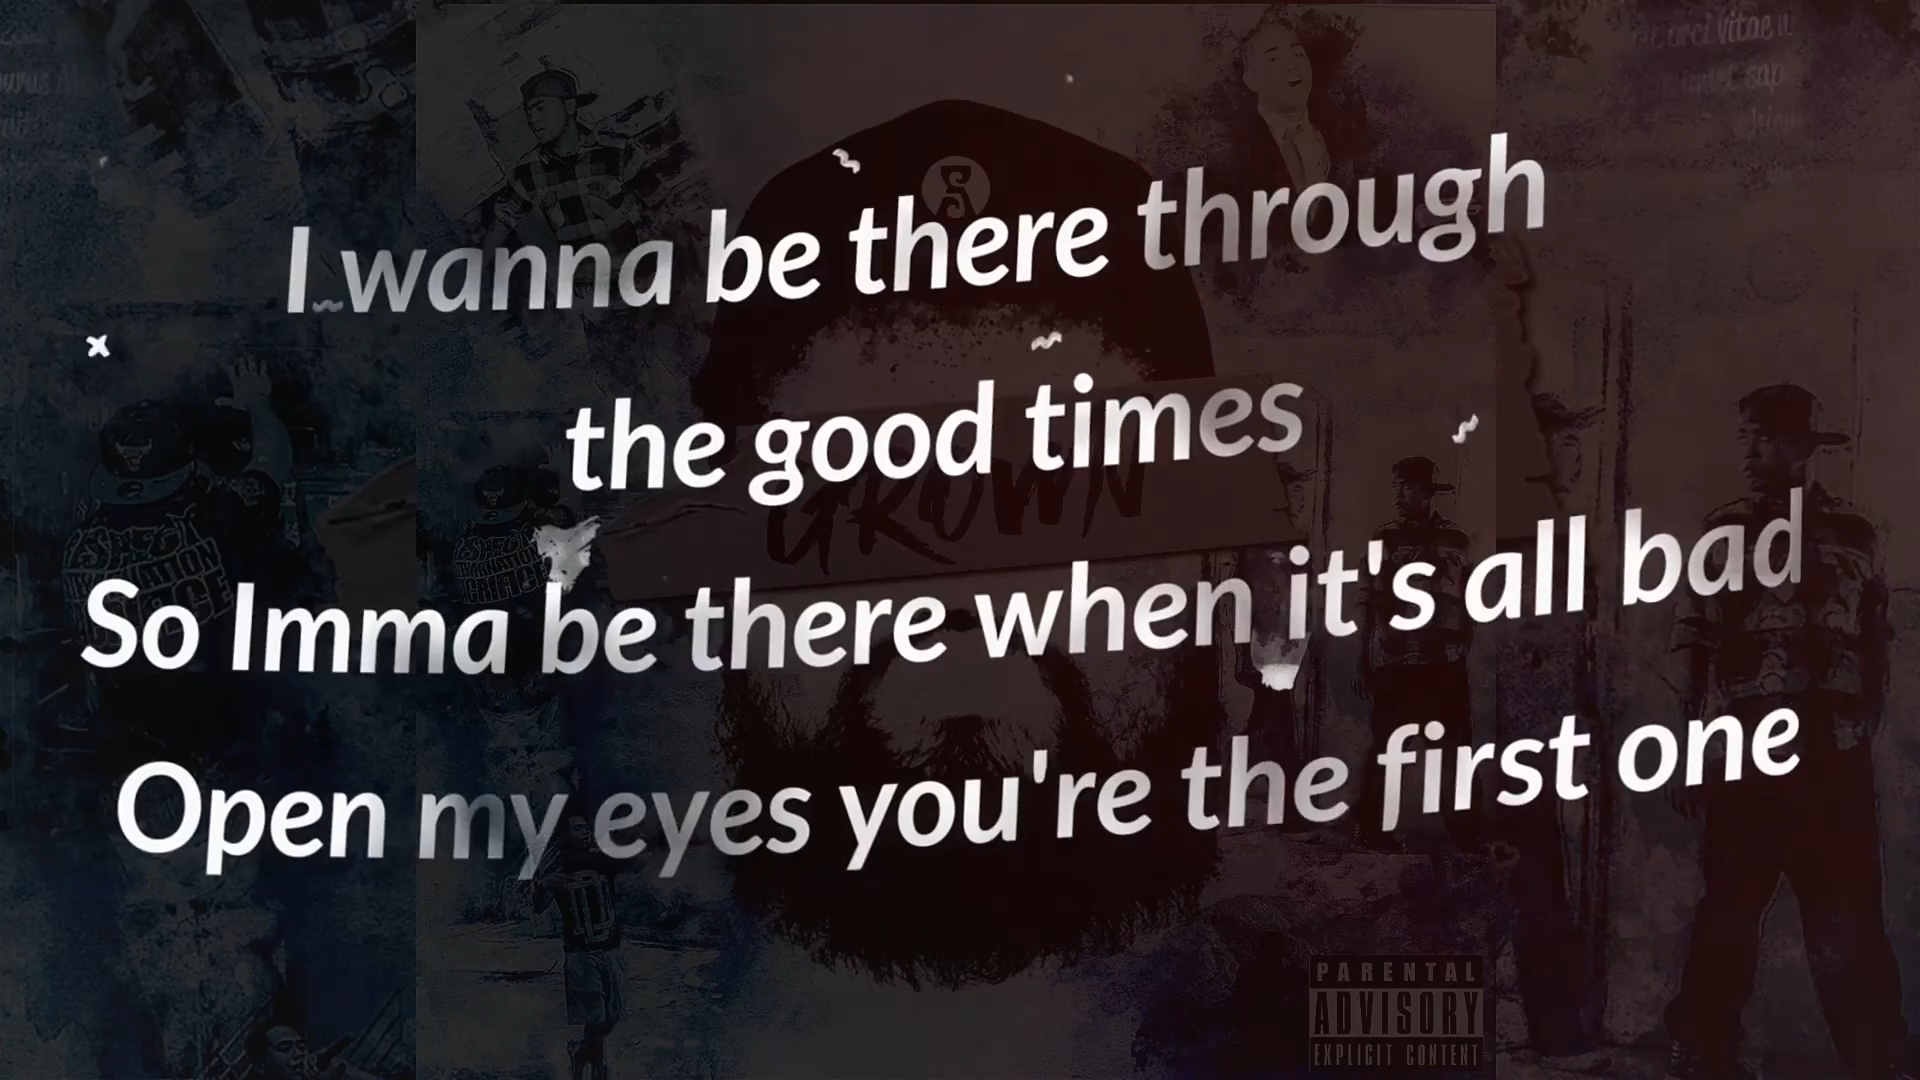 I wanna be there through
the good times
GROWN
So Imma be there when it's all bad
Open my eyes you're the first one
PARENTAL
ADVISORY
EXPLICIT CONTENT